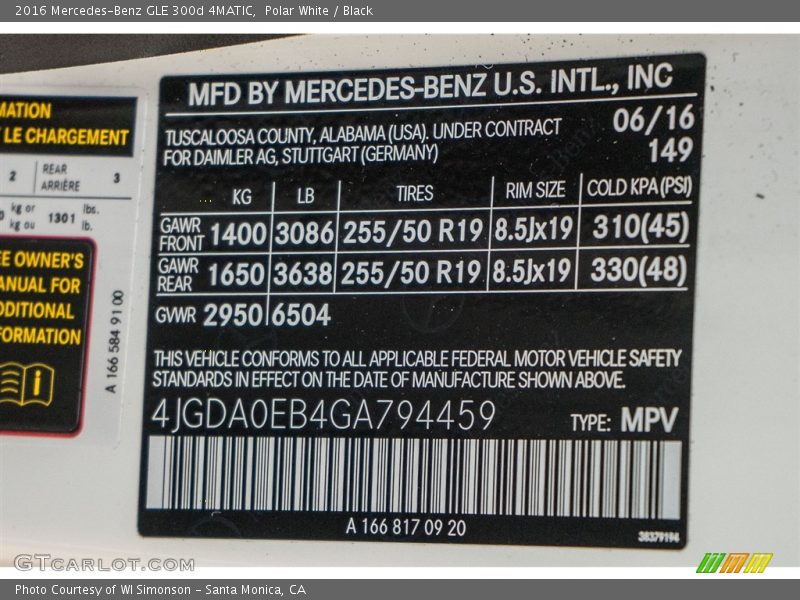 2016 Mercedes-Benz GLE 300d 4MATIC,  Polar White / Black
MATION
LE CHARGEMENT
2 REAR ARRIÈRE 3
kg or kg ou 1301 lbs. lb.
EE OWNER'S
ANUAL FOR
DDITIONAL
FORMATION
A 166 584 91 00
MFD BY MERCEDES-BENZ U.S. INTL., INC
TUSCALOOSA COUNTY, ALABAMA (USA). UNDER CONTRACT
FOR DAIMLER AG, STUTTGART (GERMANY)
06/16
149
KG LB TIRES RIM SIZE COLD KPA(PSI)
GAWR FRONT 1400 3086 255/50 R19 8.5Jx19 310(45)
GAWR REAR 1650 3638 255/50 R19 8.5Jx19 330(48)
GWWR 2950 6504
THIS VEHICLE CONFORMS TO ALL APPLICABLE FEDERAL MOTOR VEHICLE SAFETY
STANDARDS IN EFFECT ON THE DATE OF MANUFACTURE SHOWN ABOVE.
4JGDA0EB4GA794459 TYPE: MPV
A 166 817 09 20
38379194
GTCARLOT.COM
Photo Courtesy of WI Simonson - Santa Monica, CA